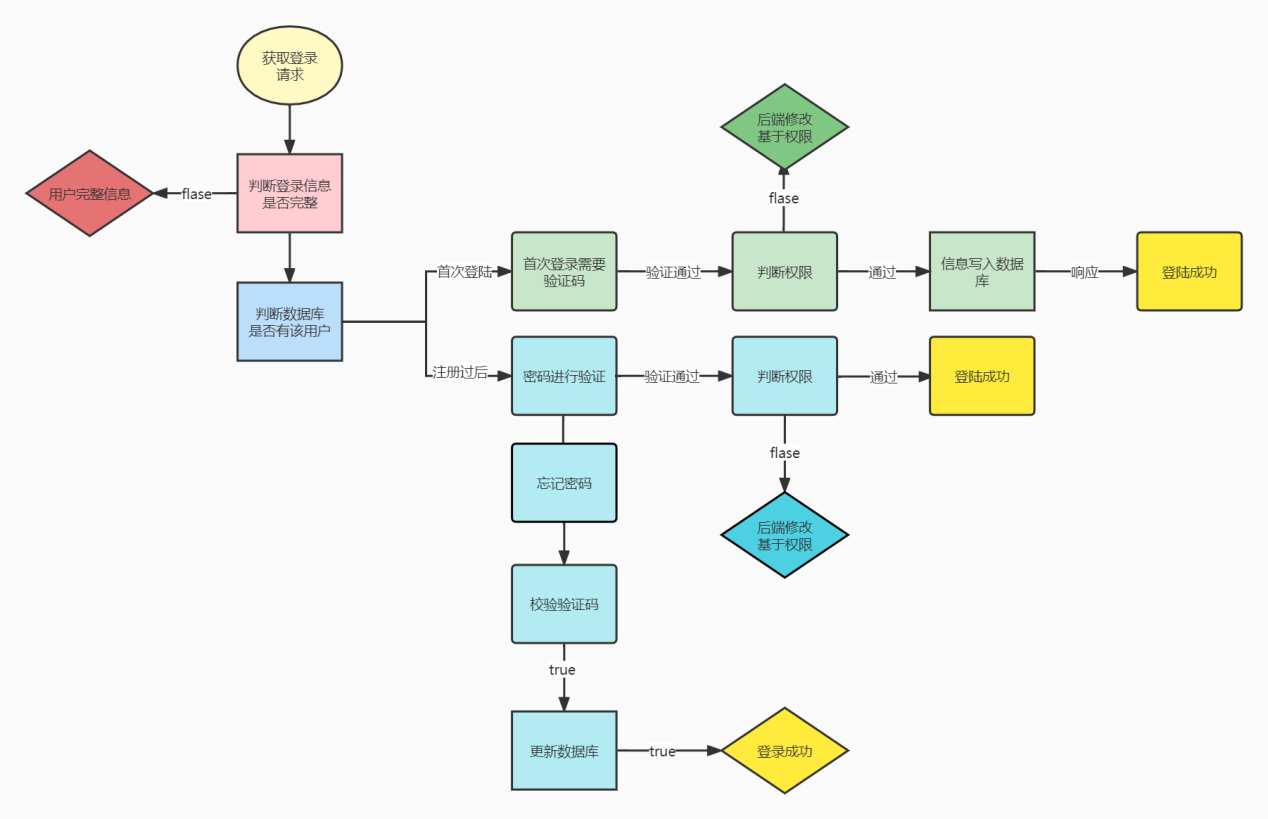 获取登录
请求
后端修改
基于权限
用户完整信息
flase
判断登录信息
是否完整
flase
首次登陆
首次登录需要
验证码
验证通过
判断权限
通过
信息写入数据
库
响应
登陆成功
判断数据库
是否有该用户
注册过后
密码进行验证
验证通过
判断权限
通过
登陆成功
flase
忘记密码
后端修改
基于权限
校验验证码
true
更新数据库
true
登录成功